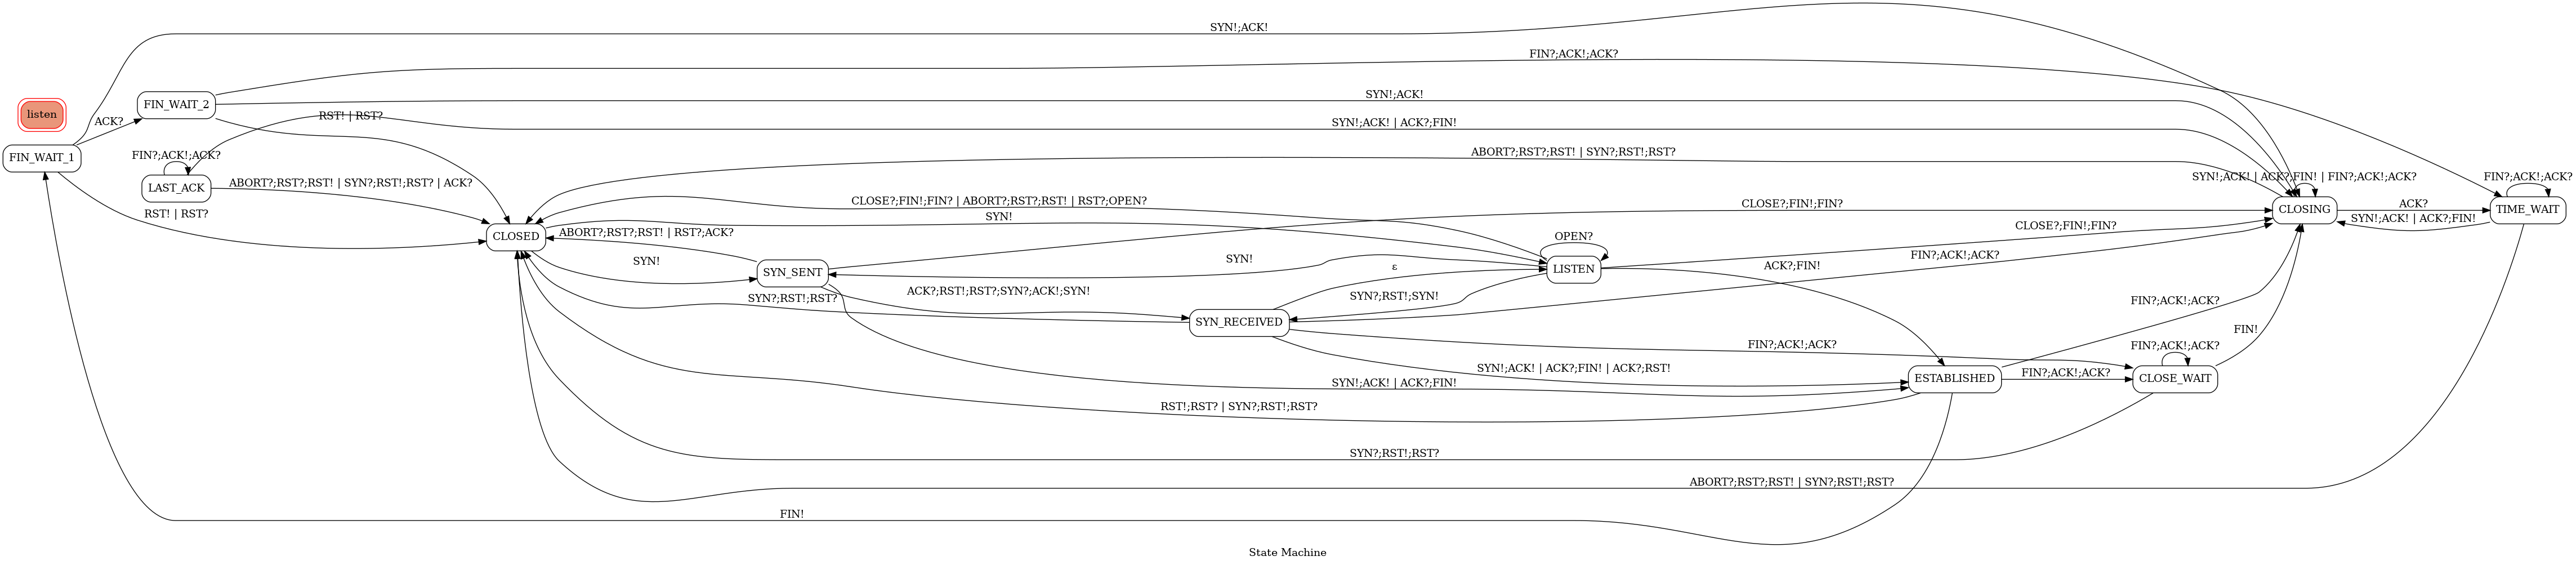 SYN!;ACK!
FIN?;ACK!;ACK?
FIN_WAIT_2
SYN!;ACK!
listen
RST! | RST?
ACK?
SYN!;ACK! | ACK?;FIN!
FIN_WAIT_1
FIN?;ACK!;ACK?
ABORT?;RST?;RST! | SYN?;RST!;RST?
LAST_ACK
ABORT?;RST?;RST! | SYN?;RST!;RST? | ACK?
SYN!;ACK! | ACK?;FIN! | FIN?;ACK!;ACK?
FIN?;ACK!;ACK?
CLOSE?;FIN!;FIN? | ABORT?;RST?;RST! | RST?;OPEN?
CLOSE?;FIN!;FIN?
CLOSING
ACK?
TIME_WAIT
RST! | RST?
SYN!
SYN!;ACK! | ACK?;FIN!
CLOSED
ABORT?;RST?;RST! | RST?;ACK?
OPEN?
CLOSE?;FIN!;FIN?
SYN!
SYN_SENT
SYN!
ε
LISTEN
ACK?;FIN!
FIN?;ACK!;ACK?
SYN?;RST!;RST?
ACK?;RST!;RST?;SYN?;ACK!;SYN!
SYN?;RST!;SYN!
FIN?;ACK!;ACK?
SYN_RECEIVED
FIN!
FIN?;ACK!;ACK?
FIN?;ACK!;ACK?
SYN!;ACK! | ACK?;FIN! | ACK?;RST!
ESTABLISHED
FIN?;ACK!;ACK?
CLOSE_WAIT
SYN!;ACK! | ACK?;FIN!
RST!;RST? | SYN?;RST!;RST?
SYN?;RST!;RST?
ABORT?;RST?;RST! | SYN?;RST!;RST?
FIN!
State Machine